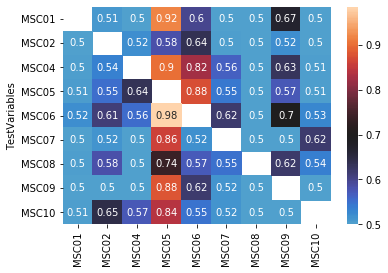 MSC01 0.51 0.5 0.92 0.6 0.5 0.5 0.67 0.5
MSC02 0.5 0.52 0.58 0.64 0.5 0.5 0.52 0.5
MSC04 0.5 0.54 0.9 0.82 0.56 0.5 0.63 0.51
MSC05 0.51 0.55 0.64 0.88 0.55 0.5 0.57 0.51
MSC06 0.52 0.61 0.56 0.98 0.62 0.5 0.7 0.53
MSC07 0.5 0.52 0.5 0.86 0.52 0.5 0.5 0.62
MSC08 0.5 0.58 0.5 0.74 0.57 0.55 0.62 0.54
MSC09 0.5 0.5 0.5 0.88 0.62 0.52 0.5 0.5
MSC10 0.51 0.65 0.57 0.84 0.55 0.52 0.5 0.5
TestVariables
MSC01 MSC02 MSC04 MSC05 MSC06 MSC07 MSC08 MSC09 MSC10
0.9
0.8
0.7
0.6
0.5